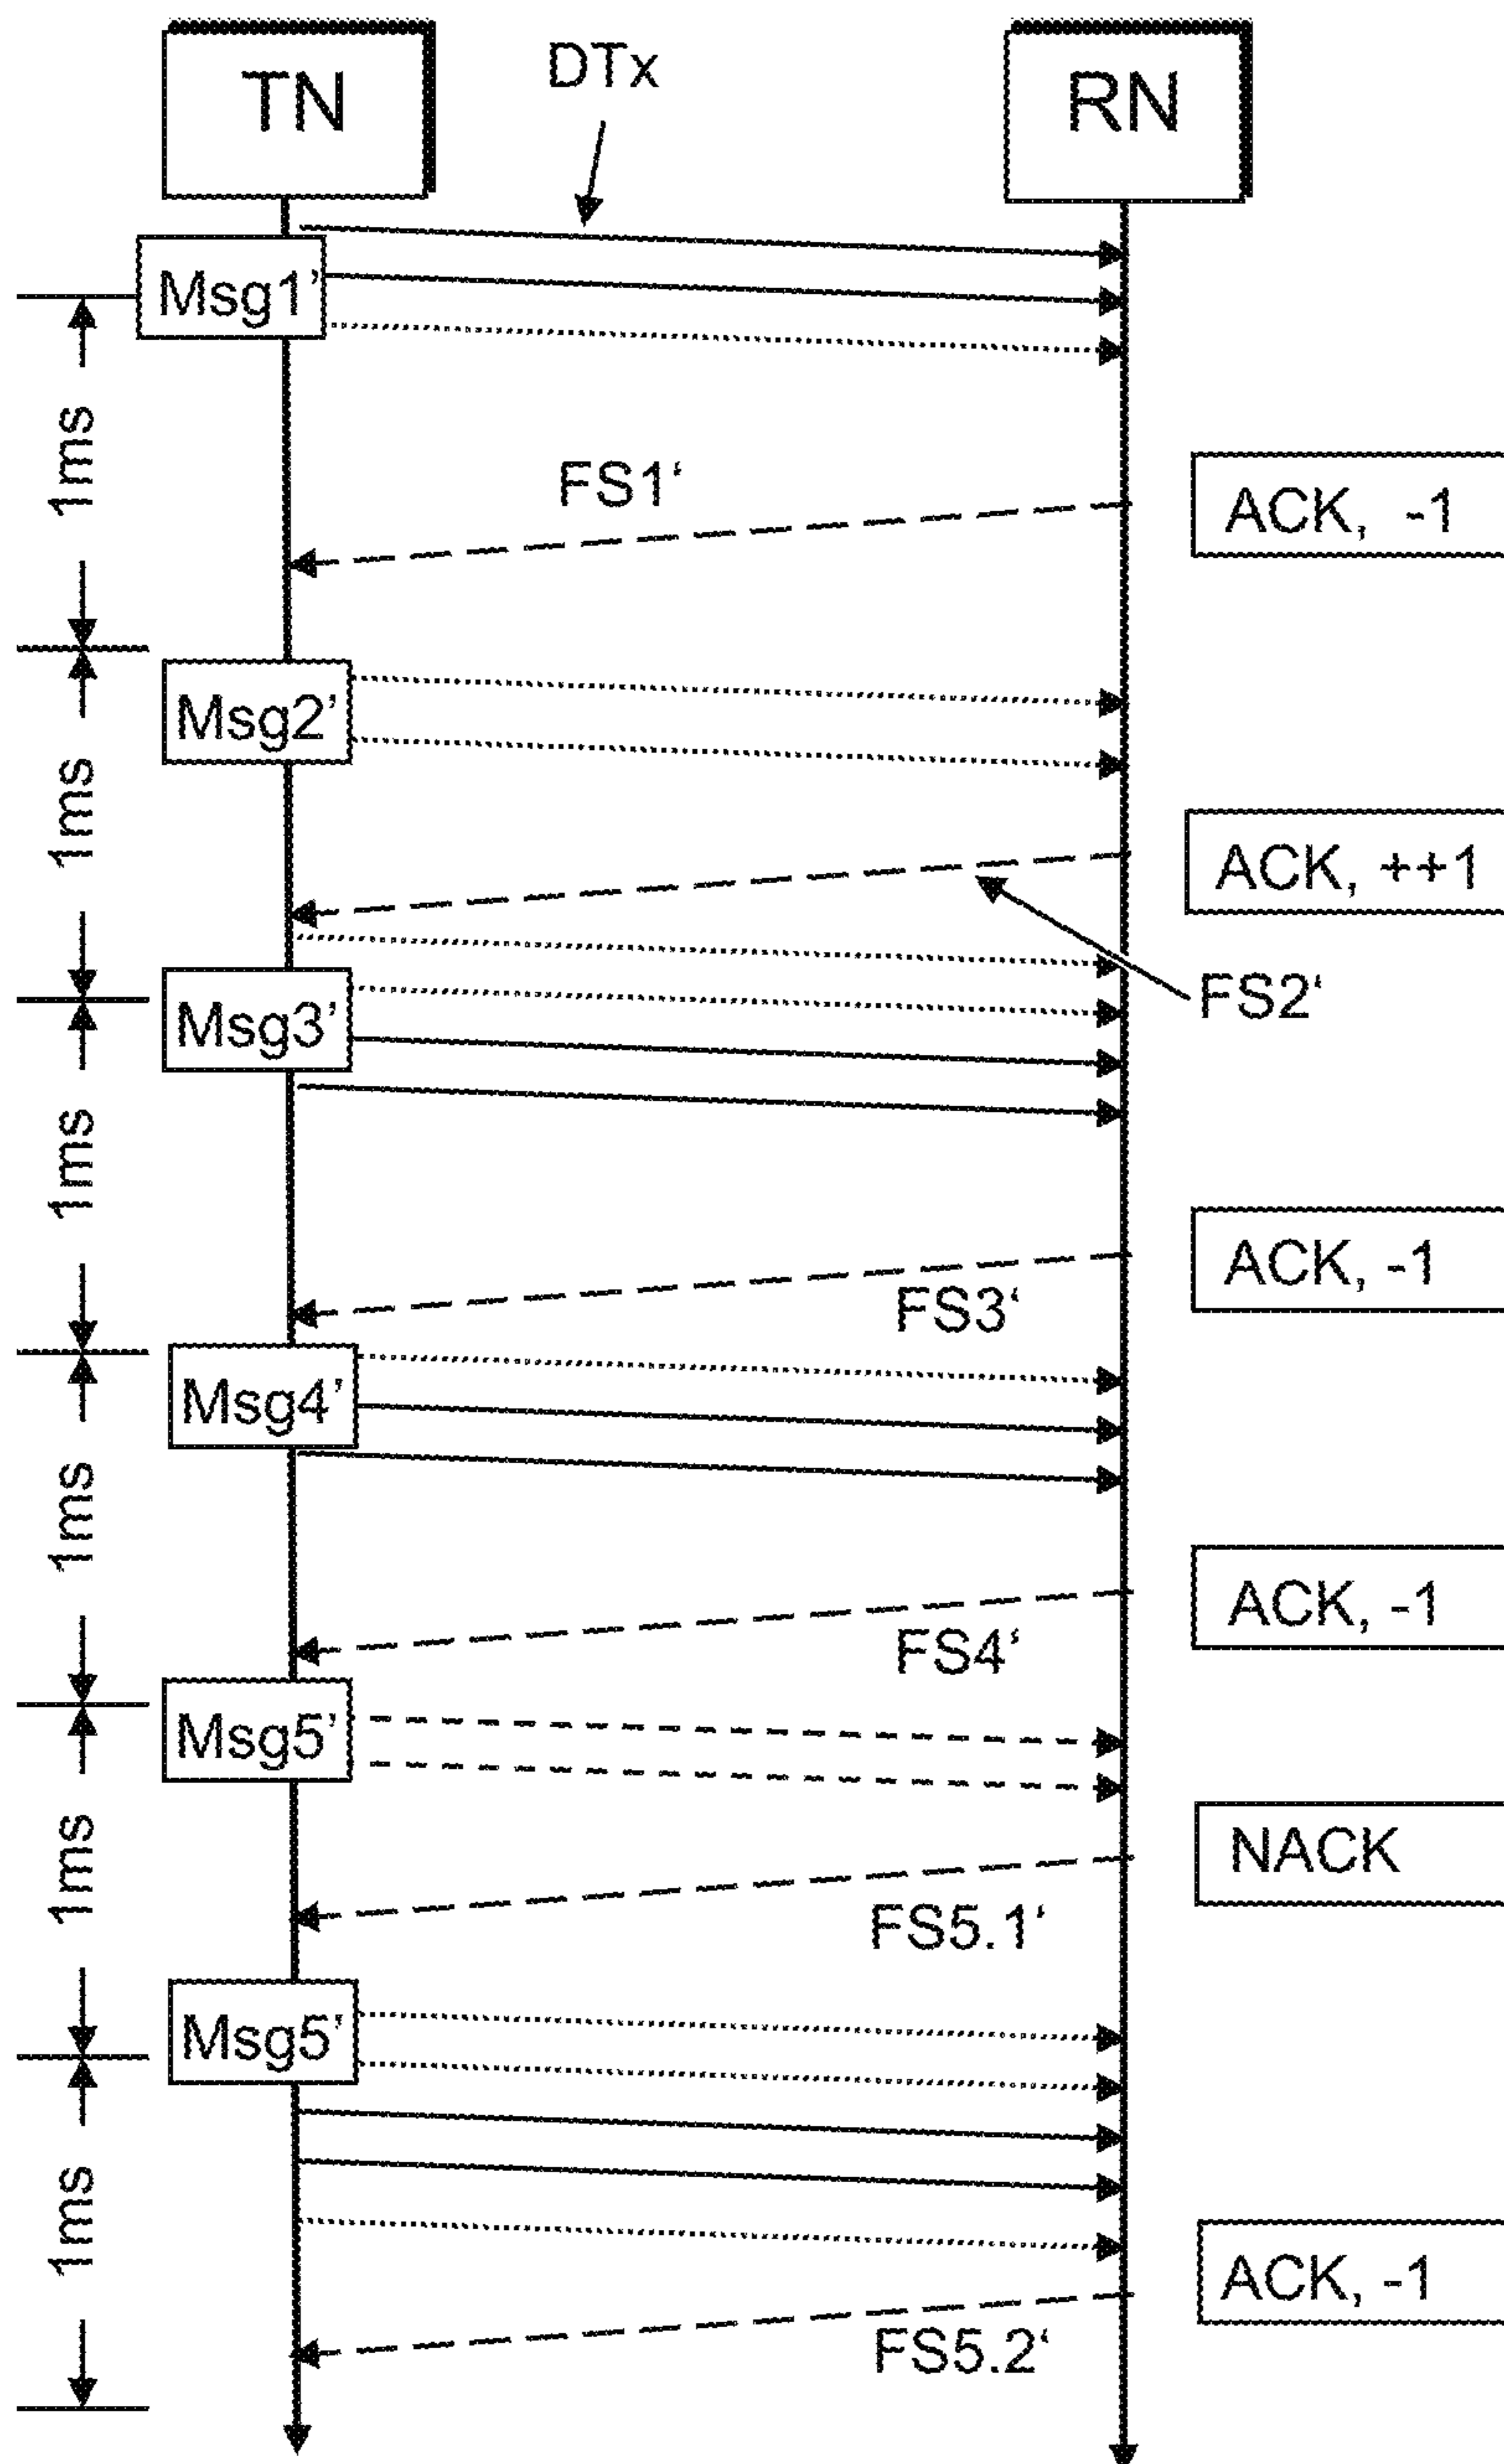 DTx
TN
RN
Msg1’
1ms
FS1‘
ACK, -1
Msg2’
1ms
ACK, ++1
FS2‘
Msg3’
1ms
ACK, -1
FS3‘
Msg4’
1ms
ACK, -1
FS4‘
Msg5’
NACK
1ms
FS5.1‘
Msg5’
1ms
ACK, -1
FS5.2‘